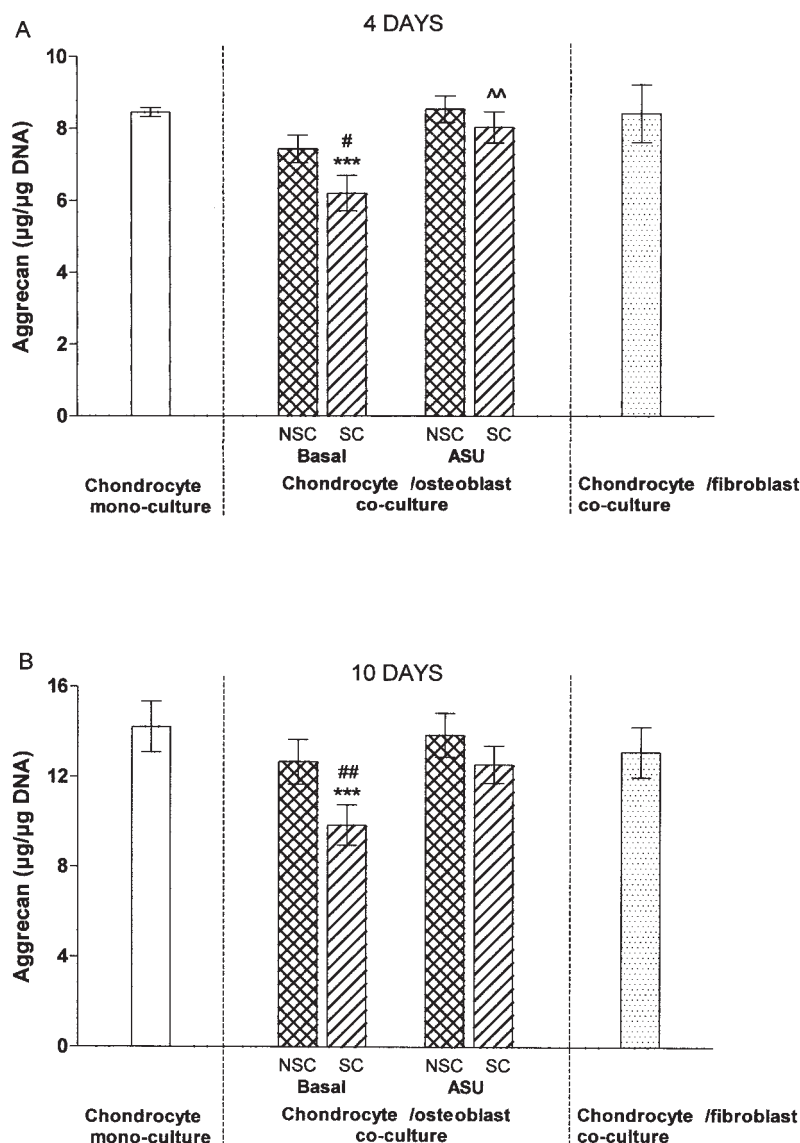 A
4 DAYS
10
8
6
4
2
0
Aggrecan (µg/µg DNA)
#
***
^^
NSC SC NSC SC
Basal ASU
Chondrocyte mono-culture
Chondrocyte /osteoblast co-culture
Chondrocyte /fibroblast co-culture
B
10 DAYS
16
12
8
4
0
Aggrecan (µg/µg DNA)
##
***
NSC SC NSC SC
Basal ASU
Chondrocyte mono-culture
Chondrocyte /osteoblast co-culture
Chondrocyte /fibroblast co-culture